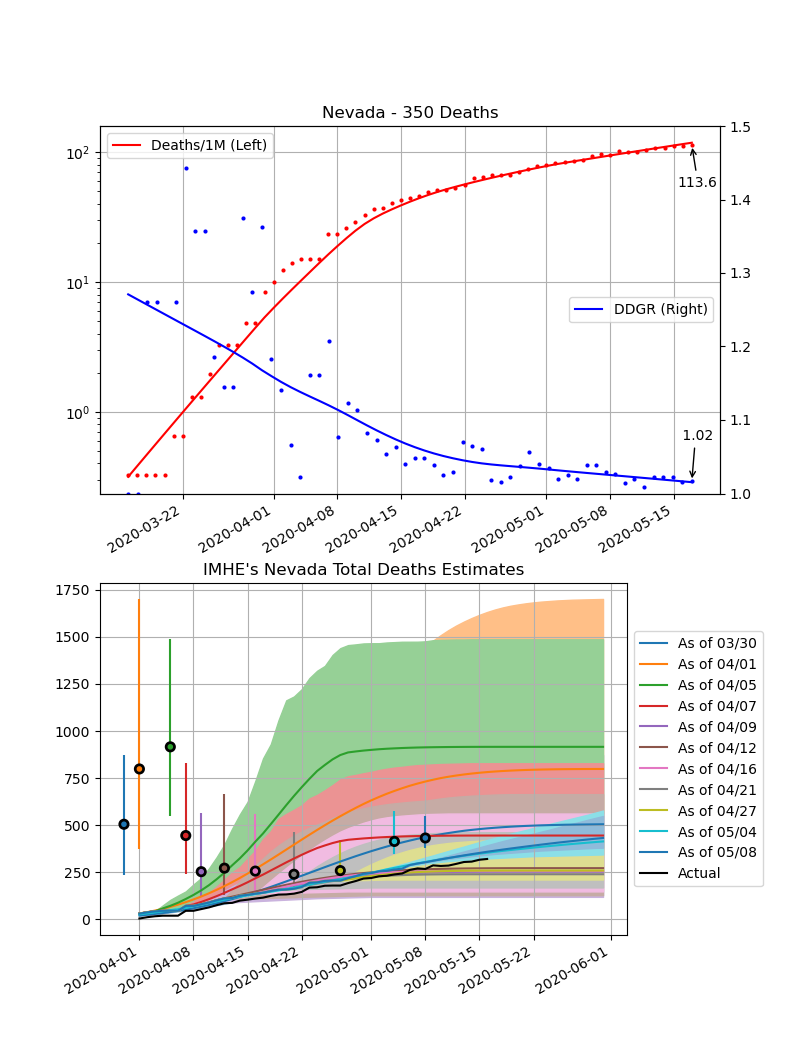 Nevada - 350 Deaths
Deaths/1M (Left)
DDGR (Right)
113.6
1.02
10²
10¹
10⁰
1.5
1.4
1.3
1.2
1.1
1.0
2020-03-22
2020-04-01
2020-04-08
2020-04-15
2020-04-22
2020-05-01
2020-05-08
2020-05-15
IMHE's Nevada Total Deaths Estimates
1750
1500
1250
1000
750
500
250
0
2020-04-01
2020-04-08
2020-04-15
2020-04-22
2020-05-01
2020-05-08
2020-05-15
2020-05-22
2020-06-01
As of 03/30
As of 04/01
As of 04/05
As of 04/07
As of 04/09
As of 04/12
As of 04/16
As of 04/21
As of 04/27
As of 05/04
As of 05/08
Actual